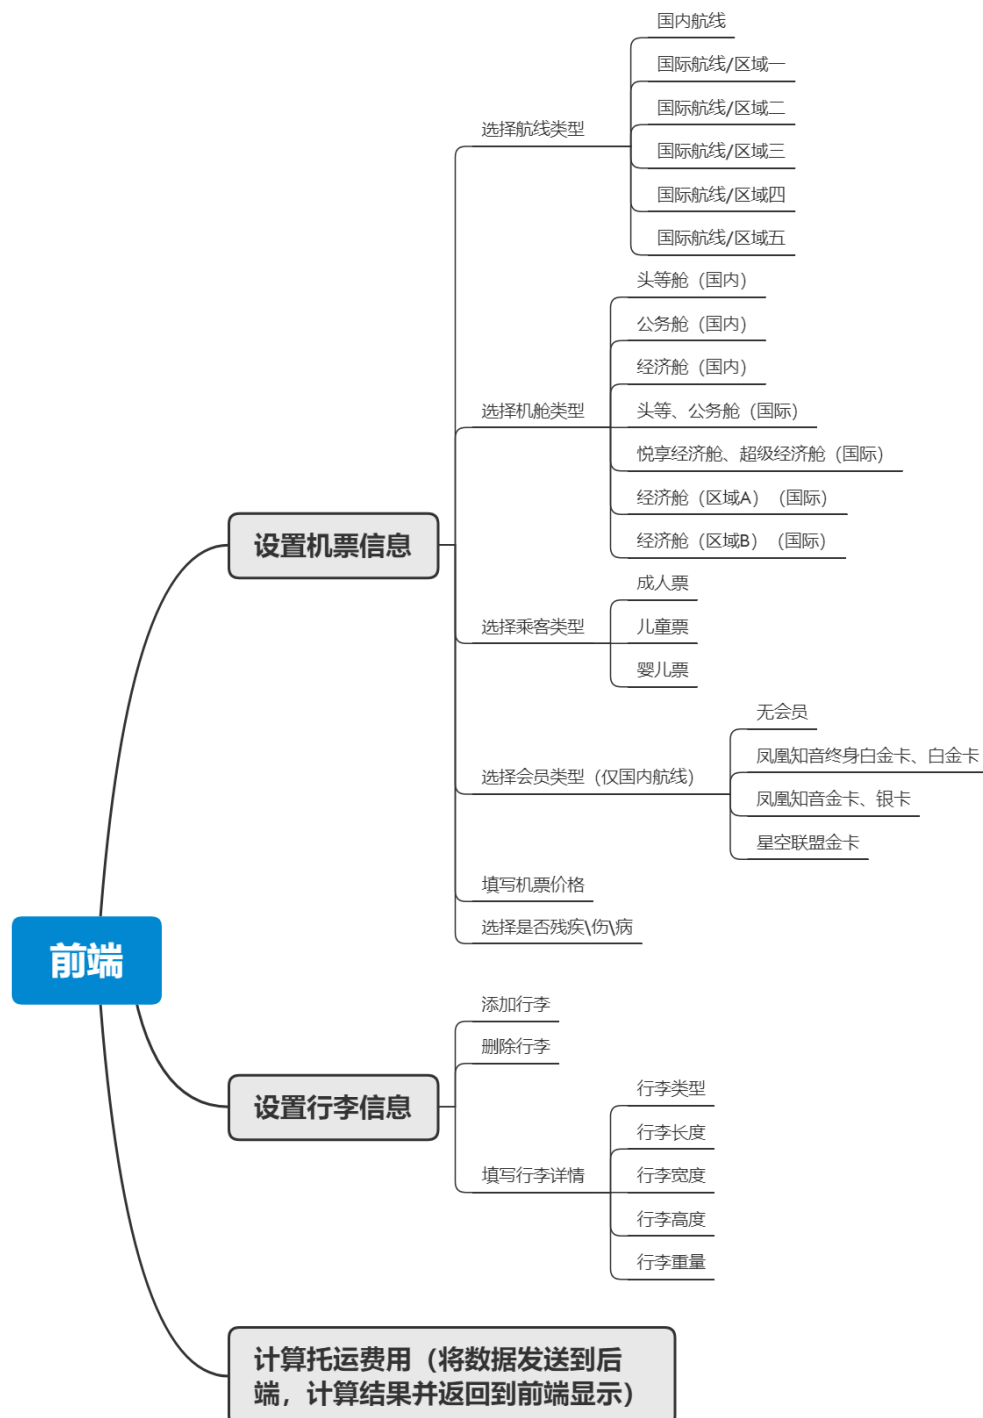 前端
设置机票信息
选择航线类型
国内航线
国际航线/区域一
国际航线/区域二
国际航线/区域三
国际航线/区域四
国际航线/区域五
选择机舱类型
头等舱（国内）
公务舱（国内）
经济舱（国内）
头等、公务舱（国际）
悦享经济舱、超级经济舱（国际）
经济舱（区域A）（国际）
经济舱（区域B）（国际）
选择乘客类型
成人票
儿童票
婴儿票
选择会员类型（仅国内航线）
无会员
凤凰知音终身白金卡、白金卡
凤凰知音金卡、银卡
星空联盟金卡
填写机票价格
选择是否残疾\伤\病
设置行李信息
添加行李
删除行李
填写行李详情
行李类型
行李长度
行李宽度
行李高度
行李重量
计算托运费用（将数据发送到后
端，计算结果并返回到前端显示）